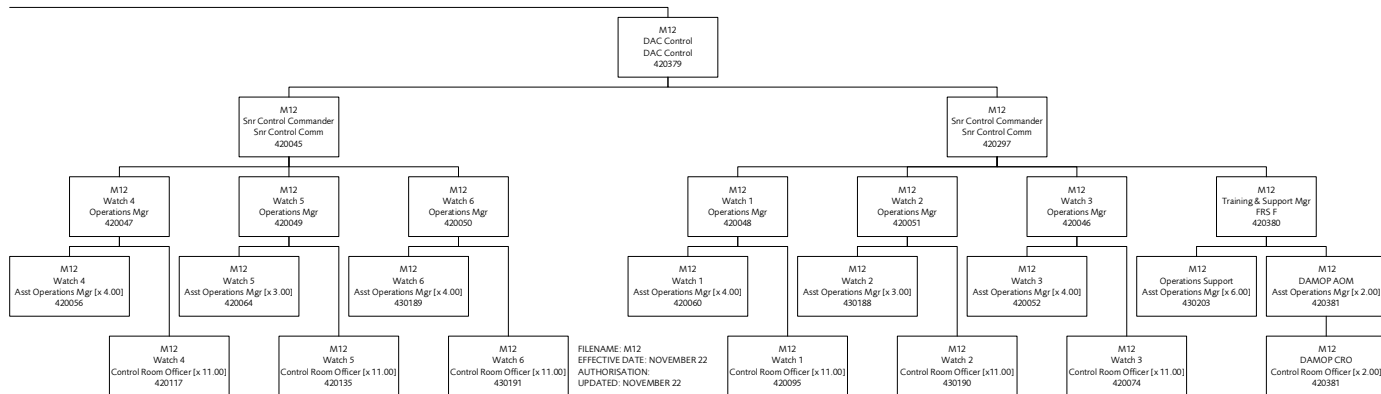 M12
DAC Control
DAC Control
420379
M12
Snr Control Commander
Snr Control Comm
420045
M12
Snr Control Commander
Snr Control Comm
420297
M12
Watch 4
Operations Mgr
420047
M12
Watch 5
Operations Mgr
420049
M12
Watch 6
Operations Mgr
420050
M12
Watch 1
Operations Mgr
420048
M12
Watch 2
Operations Mgr
420051
M12
Watch 3
Operations Mgr
420046
M12
Training & Support Mgr
FRS F
420380
M12
Watch 4
Asst Operations Mgr [x 4.00]
420056
M12
Watch 5
Asst Operations Mgr [x 3.00]
420064
M12
Watch 6
Asst Operations Mgr [x 4.00]
430189
M12
Watch 1
Asst Operations Mgr [x 4.00]
420060
M12
Watch 2
Asst Operations Mgr [x 3.00]
430188
M12
Watch 3
Asst Operations Mgr [x 4.00]
420052
M12
Operations Support
Asst Operations Mgr [x 6.00]
430203
M12
DAMOP AOM
Asst Operations Mgr [x 2.00]
420381
M12
Watch 4
Control Room Officer [x 11.00]
420117
M12
Watch 5
Control Room Officer [x 11.00]
420135
M12
Watch 6
Control Room Officer [x 11.00]
430191
FILENAME: M12
EFFECTIVE DATE: NOVEMBER 22
AUTHORISATION:
UPDATED: NOVEMBER 22
M12
Watch 1
Control Room Officer [x 11.00]
420095
M12
Watch 2
Control Room Officer [x11.00]
430190
M12
Watch 3
Control Room Officer [x 11.00]
420074
M12
DAMOP CRO
Control Room Officer [x 2.00]
420381